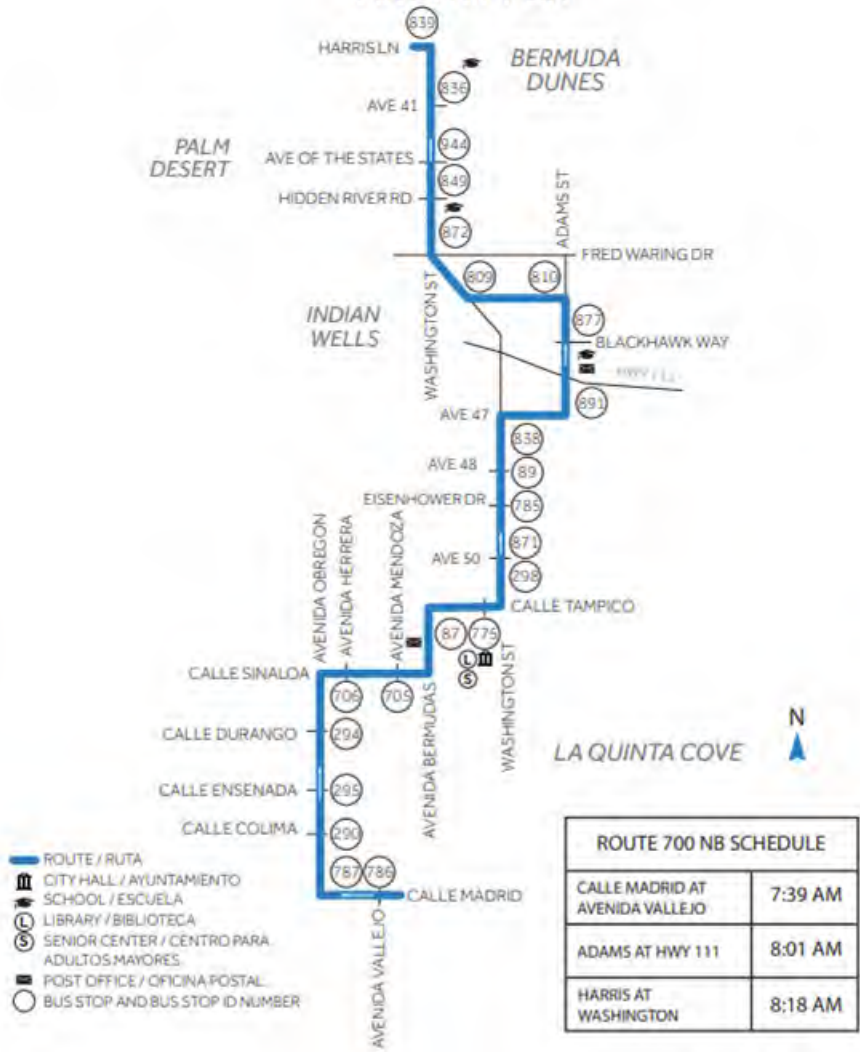 839
HARRIS LN
BERMUDA
DUNES
836
AVE 41
PALM
DESERT
944
AVE OF THE STATES
849
HIDDEN RIVER RD
872
ADAMS ST
FRED WARING DR
809
810
WASHINGTON ST
INDIAN
WELLS
877
BLACKHAWK WAY
HWY 111
891
AVE 47
838
AVE 48
89
EISENHOWER DR
785
871
AVE 50
298
AVENIDA OBREGON
AVENIDA HERRERA
AVENIDA MENDOZA
CALLE TAMPICO
87
775
L
S
WASHINGTON ST
CALLE SINALOA
706
705
AVENIDA BERMUDAS
CALLE DURANGO
294
LA QUINTA COVE
N
CALLE ENSENADA
295
CALLE COLIMA
290
787
786
CALLE MADRID
AVENIDA VALLEJO
ROUTE / RUTA
CITY HALL / AYUNTAMIENTO
SCHOOL / ESCUELA
L LIBRARY / BIBLIOTECA
S SENIOR CENTER / CENTRO PARA
ADULTOS MAYORES
POST OFFICE / OFICINA POSTAL
BUS STOP AND BUS STOP ID NUMBER
ROUTE 700 NB SCHEDULE
CALLE MADRID AT
AVENIDA VALLEJO
7:39 AM
ADAMS AT HWY 111
8:01 AM
HARRIS AT
WASHINGTON
8:18 AM